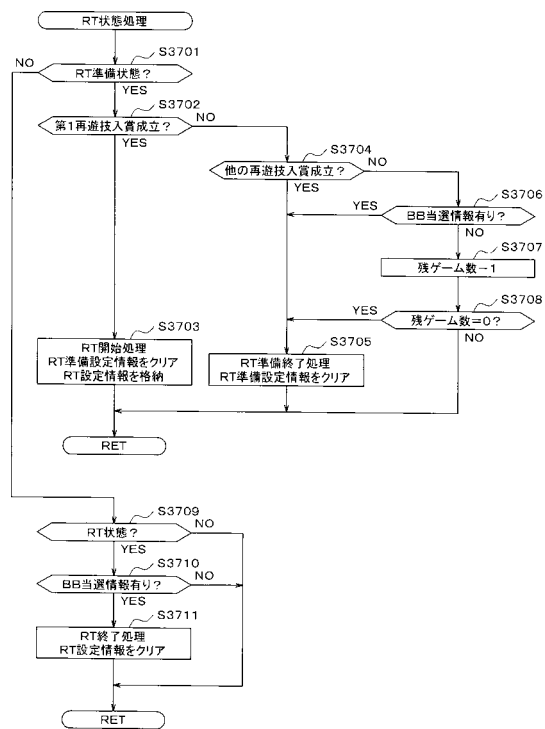 RT状態処理
S3701
NO
RT準備状態?
YES
S3702
第1再遊技入賞成立?
NO
YES
S3704
他の再遊技入賞成立?
NO
YES
S3706
YES
BB当選情報有り?
NO
S3707
残ゲーム数-1
S3708
YES
残ゲーム数=0?
NO
S3703
RT開始処理
RT準備設定情報をクリア
RT設定情報を格納
S3705
RT準備終了処理
RT準備設定情報をクリア
RET
S3709
RT状態?
NO
YES
S3710
BB当選情報有り?
NO
YES
S3711
RT終了処理
RT設定情報をクリア
RET